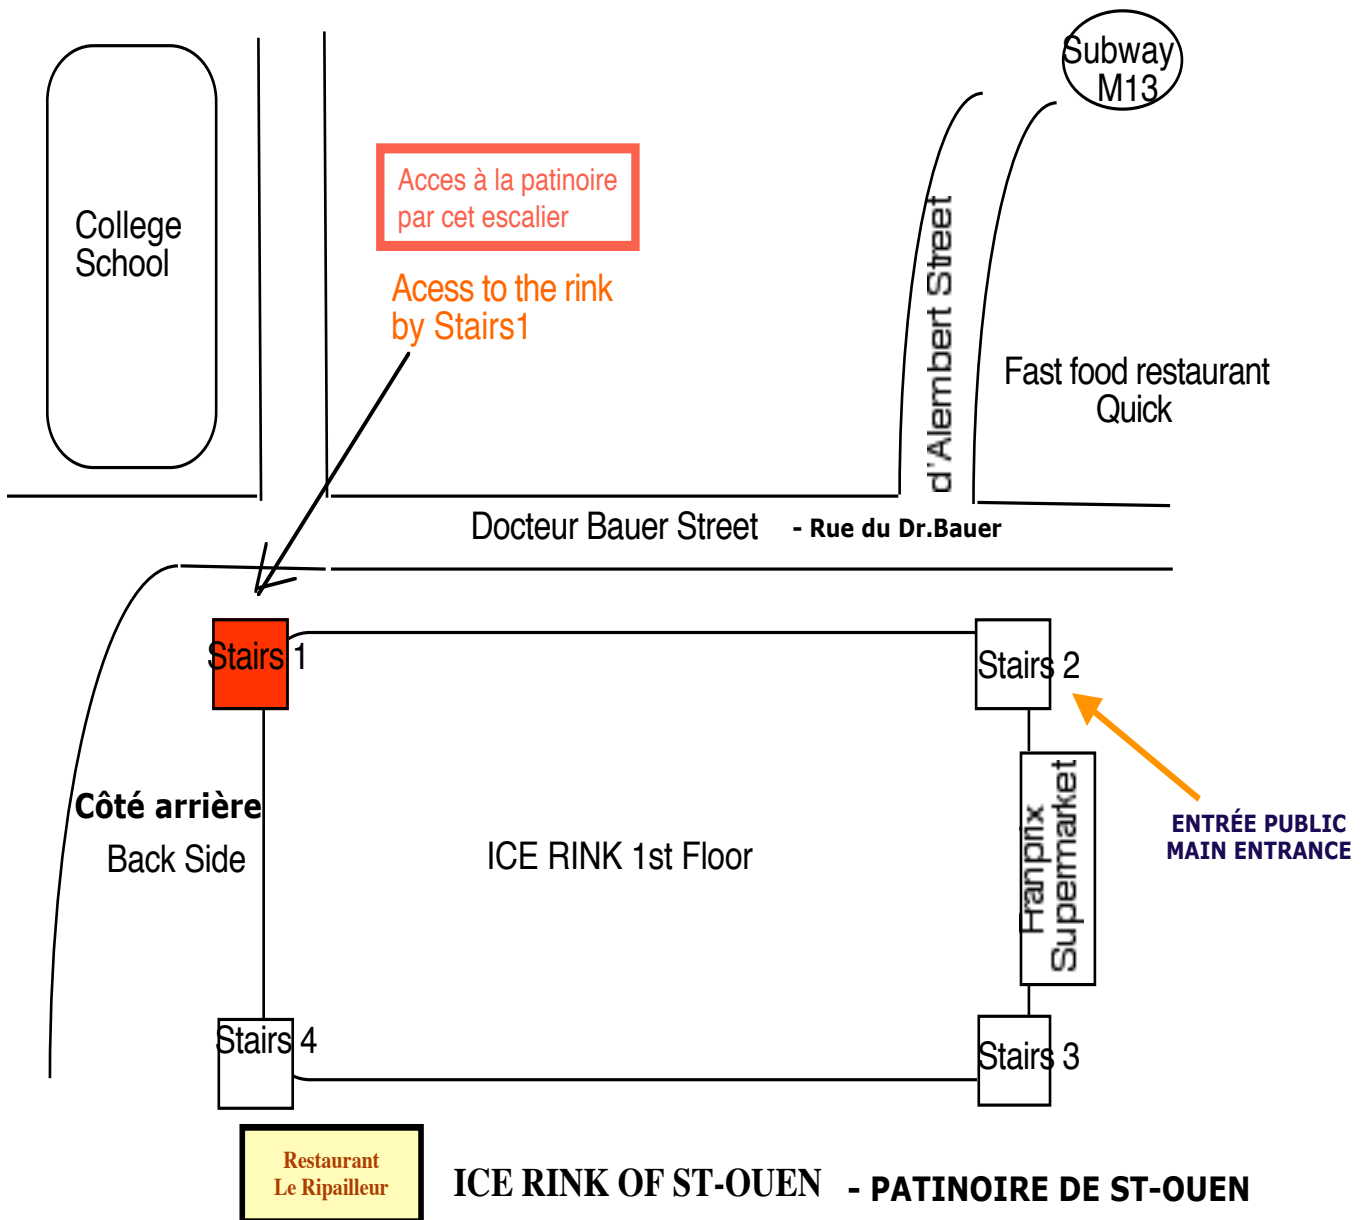 Subway
M13
College
School
Acces à la patinoire
par cet escalier
Acess to the rink
by Stairs1
d'Alembert Street
Fast food restaurant
Quick
Docteur Bauer Street - Rue du Dr.Bauer
Stairs 1
Stairs 2
Côté arrière
Back Side
ICE RINK 1st Floor
Franprix
Supermarket
ENTRÉE PUBLIC
MAIN ENTRANCE
Stairs 4
Stairs 3
Restaurant
Le Ripailleur
ICE RINK OF ST-OUEN - PATINOIRE DE ST-OUEN